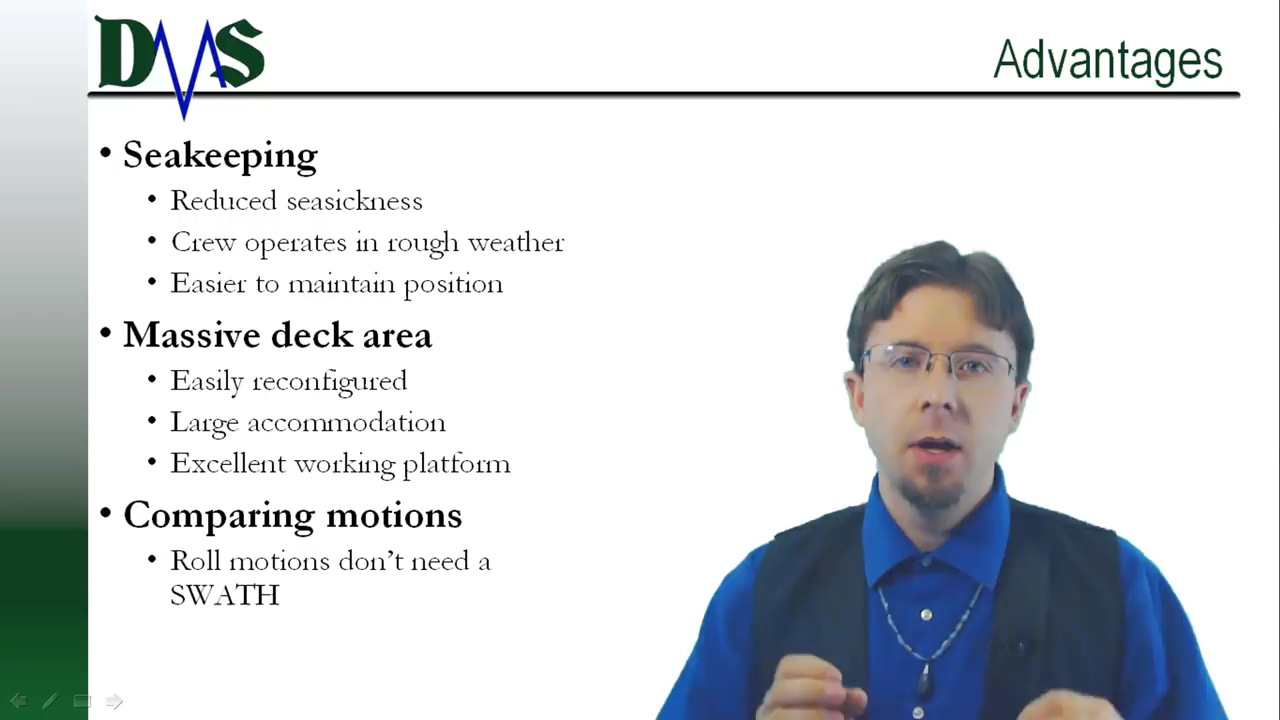 DMS
Advantages
• Seakeeping
• Reduced seasickness
• Crew operates in rough weather
• Easier to maintain position
• Massive deck area
• Easily reconfigured
• Large accommodation
• Excellent working platform
• Comparing motions
• Roll motions don’t need a
SWATH